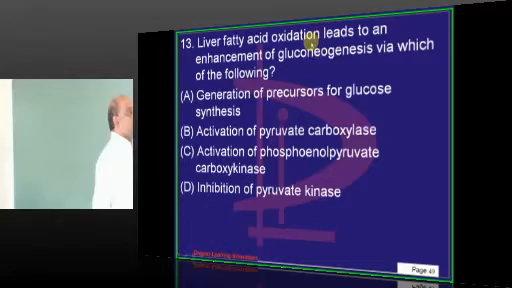 13. Liver fatty acid oxidation leads to an
enhancement of gluconeogenesis via which
of the following?
(A) Generation of precursors for glucose
synthesis
(B) Activation of pyruvate carboxylase
(C) Activation of phosphoenolpyruvate
carboxykinase
(D) Inhibition of pyruvate kinase
Page 49